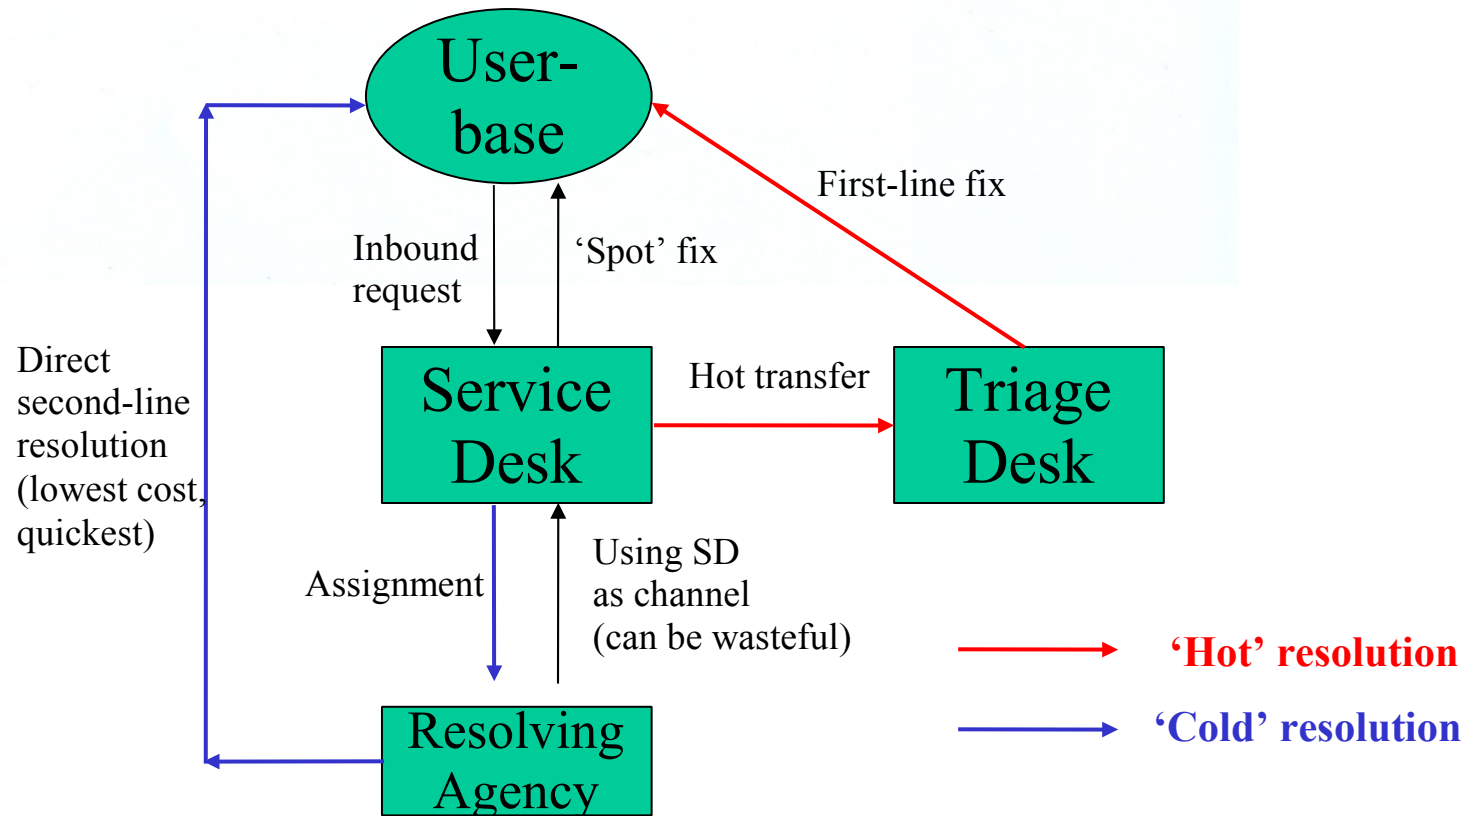 User-
base
First-line fix
Inbound
request
‘Spot’ fix
Direct
second-line
resolution
(lowest cost,
quickest)
Service
Desk
Hot transfer
Triage
Desk
Assignment
Using SD
as channel
(can be wasteful)
‘Hot’ resolution
‘Cold’ resolution
Resolving
Agency